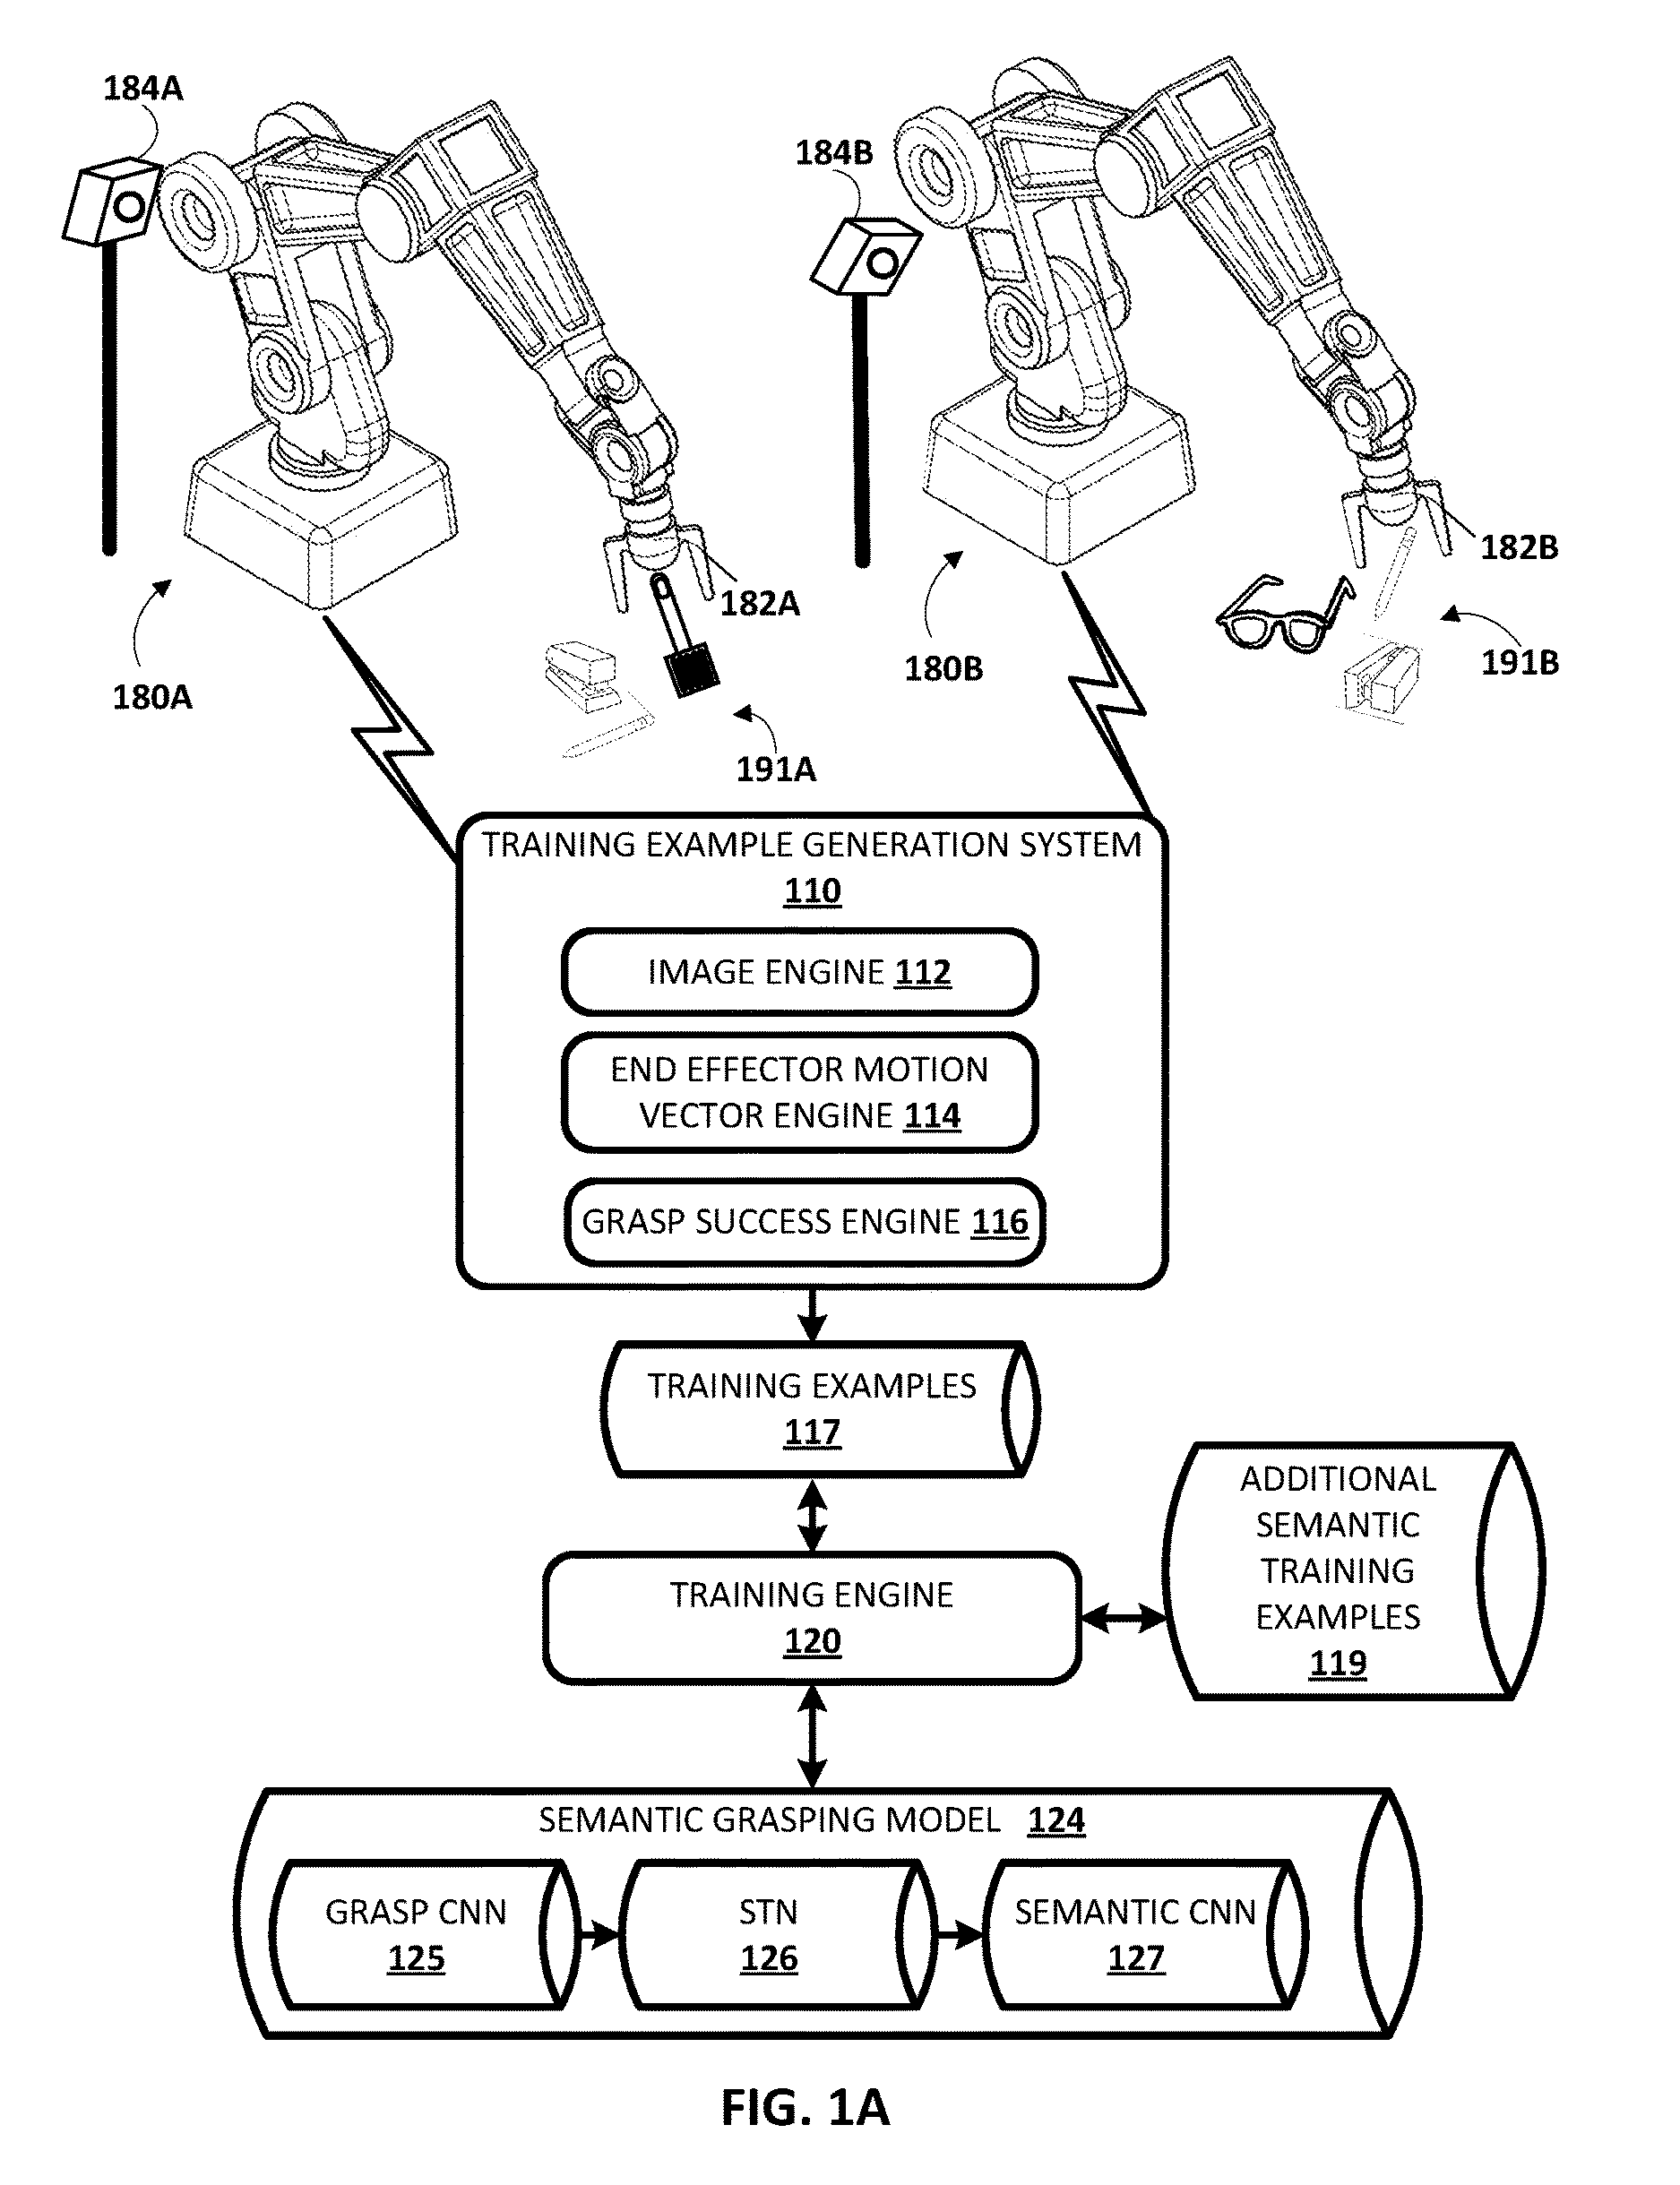 184A
184B
182B
182A
191B
180B
180A
191A
TRAINING EXAMPLE GENERATION SYSTEM
110
IMAGE ENGINE 112
END EFFECTOR MOTION
VECTOR ENGINE 114
GRASP SUCCESS ENGINE 116
TRAINING EXAMPLES
117
ADDITIONAL
SEMANTIC
TRAINING
EXAMPLES
119
TRAINING ENGINE
120
SEMANTIC GRASPING MODEL 124
GRASP CNN
125
STN
126
SEMANTIC CNN
127
FIG. 1A